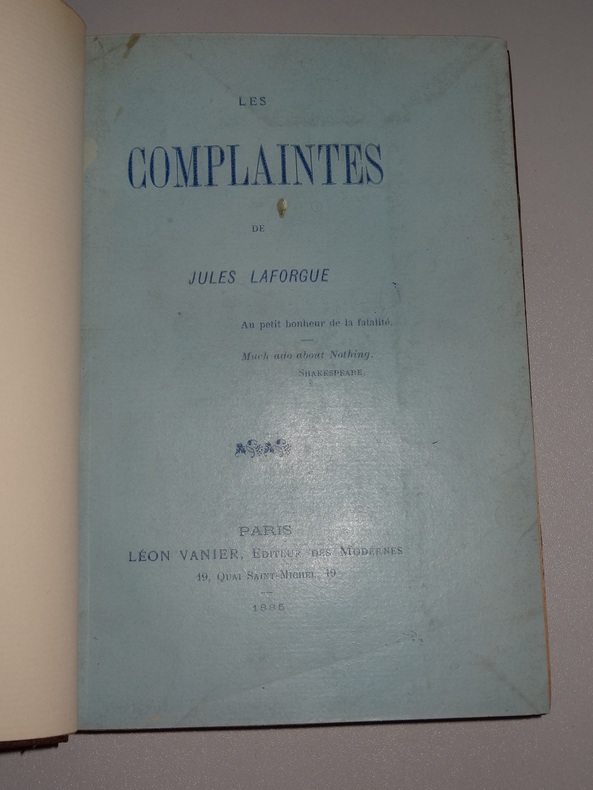 LES
COMPLAINTES
DE
JULES LAFORGUE
Au petit bonheur de la fatalité.
Much ado about Nothing.
SHAKESPEARE.
PARIS
LÉON VANIER, EDITEUR DES MODERNES
19, QUAI SAINT-MICHEL, 19
1885